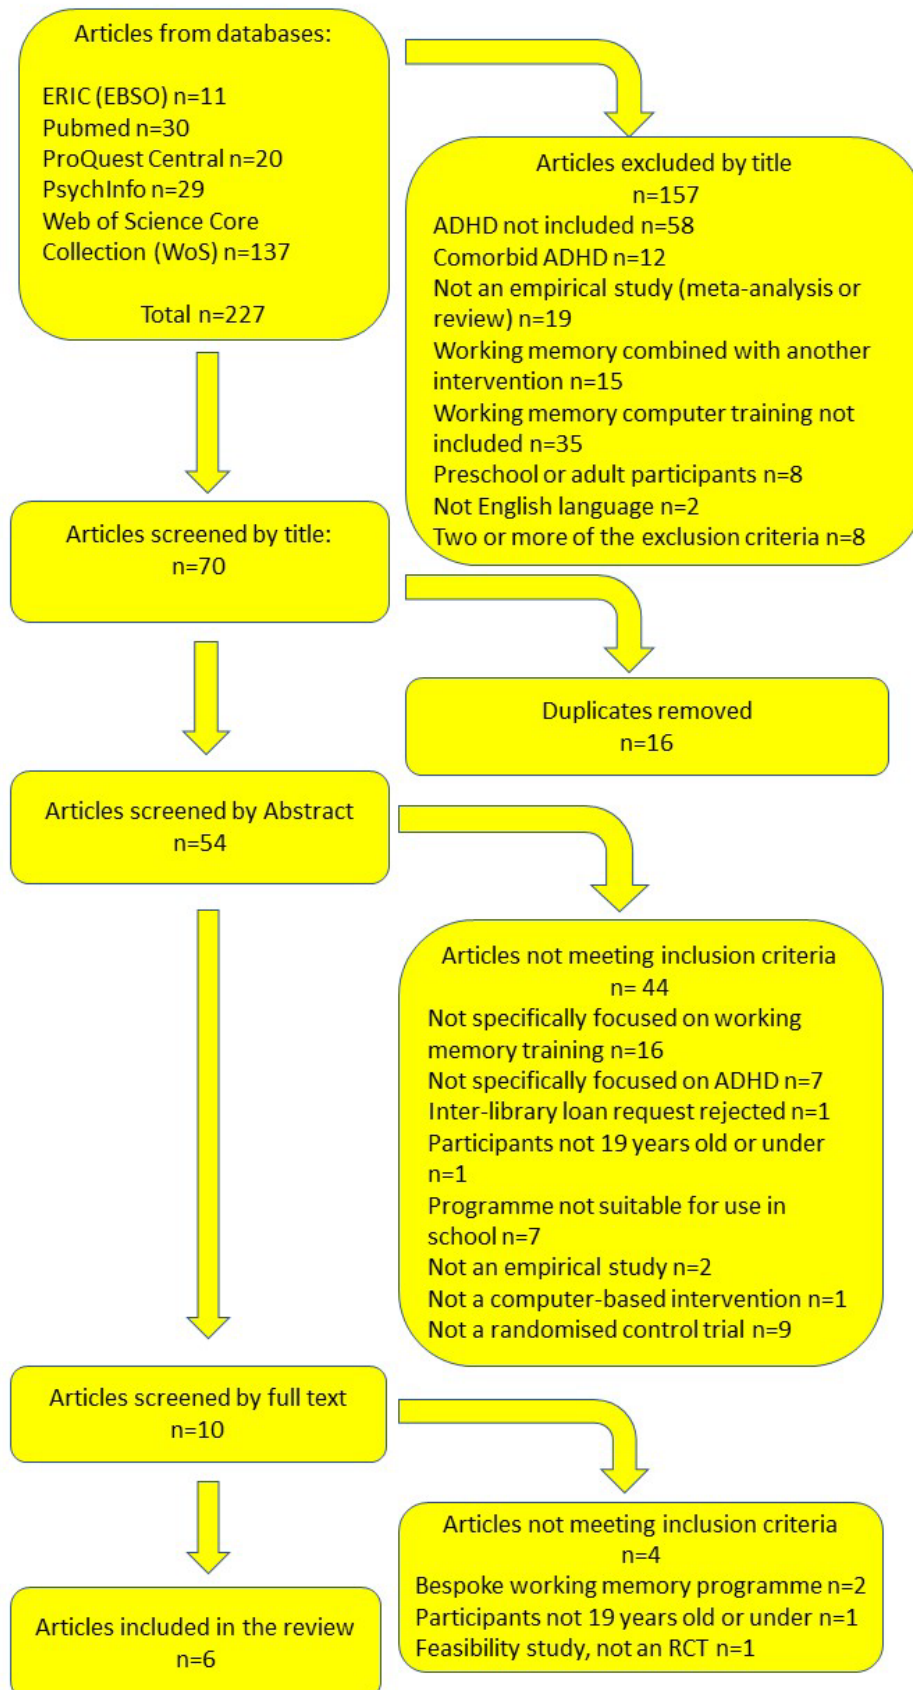 Articles from databases:
ERIC (EBSO) n=11
Pubmed n=30
ProQuest Central n=20
PsychInfo n=29
Web of Science Core
Collection (WoS) n=137
Total n=227
Articles excluded by title
n=157
ADHD not included n=58
Comorbid ADHD n=12
Not an empirical study (meta-analysis or
review) n=19
Working memory combined with another
intervention n=15
Working memory computer training not
included n=35
Preschool or adult participants n=8
Not English language n=2
Two or more of the exclusion criteria n=8
Articles screened by title:
n=70
Duplicates removed
n=16
Articles screened by Abstract
n=54
Articles not meeting inclusion criteria
n= 44
Not specifically focused on working
memory training n=16
Not specifically focused on ADHD n=7
Inter-library loan request rejected n=1
Participants not 19 years old or under
n=1
Programme not suitable for use in
school n=7
Not an empirical study n=2
Not a computer-based intervention n=1
Not a randomised control trial n=9
Articles screened by full text
n=10
Articles not meeting inclusion criteria
n=4
Bespoke working memory programme n=2
Participants not 19 years old or under n=1
Feasibility study, not an RCT n=1
Articles included in the review
n=6